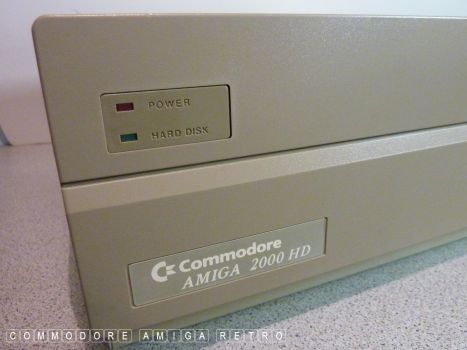 POWER
HARD DISK
Commodore
AMIGA 2000 HD
COMMODORE AMIGA RETRO